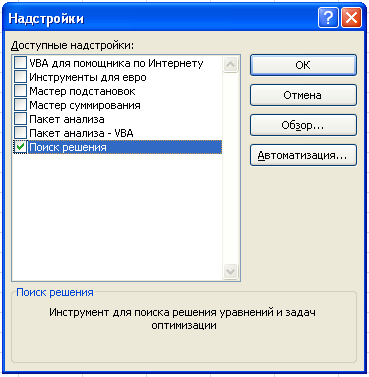 Надстройки
Доступные надстройки:
VBA для помощника по Интернету
Инструменты для евро
Мастер подстановок
Мастер суммирования
Пакет анализа
Пакет анализа - VBA
Поиск решения
ОК
Отмена
Обзор...
Автоматизация...
Поиск решения
Инструмент для поиска решения уравнений и задач
оптимизации